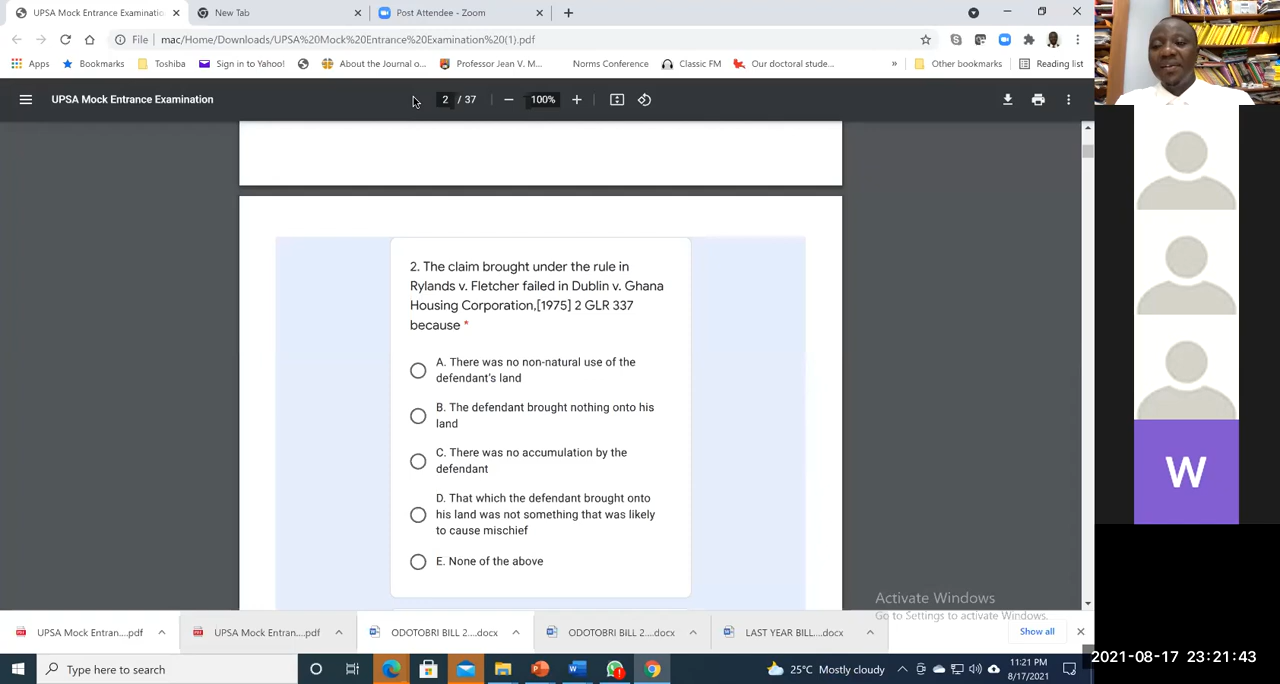 UPSA Mock Entrance Examinatio
New Tab
Post Attendee - Zoom
File
mac/Home/Downloads/UPSA%20Mock%20Entrance%20Examination%20(1).pdf
Apps
Bookmarks
Toshiba
Sign in to Yahoo!
About the Journal o...
Professor Jean V. M...
Norms Conference
Classic FM
Our doctoral stude...
»
Other bookmarks
Reading list
UPSA Mock Entrance Examination
2 / 37
100%
2. The claim brought under the rule in
Rylands v. Fletcher failed in Dublin v. Ghana
Housing Corporation,[1975] 2 GLR 337
because *
A. There was no non-natural use of the
defendant's land
B. The defendant brought nothing onto his
land
C. There was no accumulation by the
defendant
D. That which the defendant brought onto
his land was not something that was likely
to cause mischief
E. None of the above
W
Activate Windows
Go to Settings to activate Windows.
UPSA Mock Entran....pdf
UPSA Mock Entran....pdf
ODOTOBRI BILL 2....docx
ODOTOBRI BILL 2....docx
LAST YEAR BILL....docx
Show all
Type here to search
25°C Mostly cloudy
11:21 PM
8/17/2021
2021-08-17 23:21:43